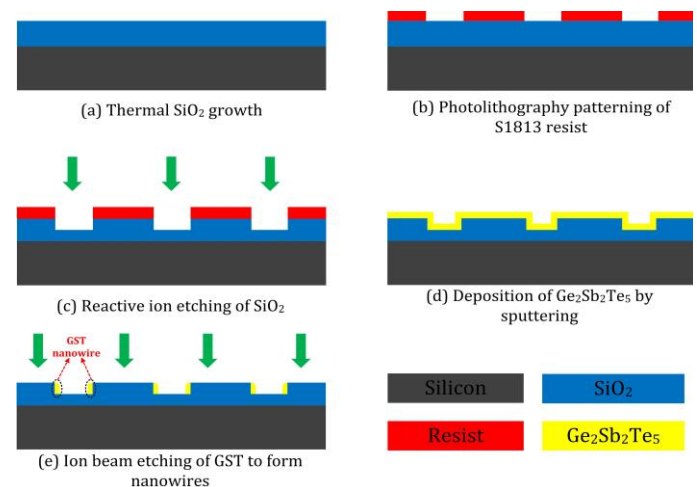 (a) Thermal SiO₂ growth
(b) Photolithography patterning of
S1813 resist
(c) Reactive ion etching of SiO₂
(d) Deposition of Ge₂Sb₂Te₅ by
sputtering
GST
nanowire
(e) Ion beam etching of GST to form
nanowires
Silicon
SiO₂
Resist
Ge₂Sb₂Te₅